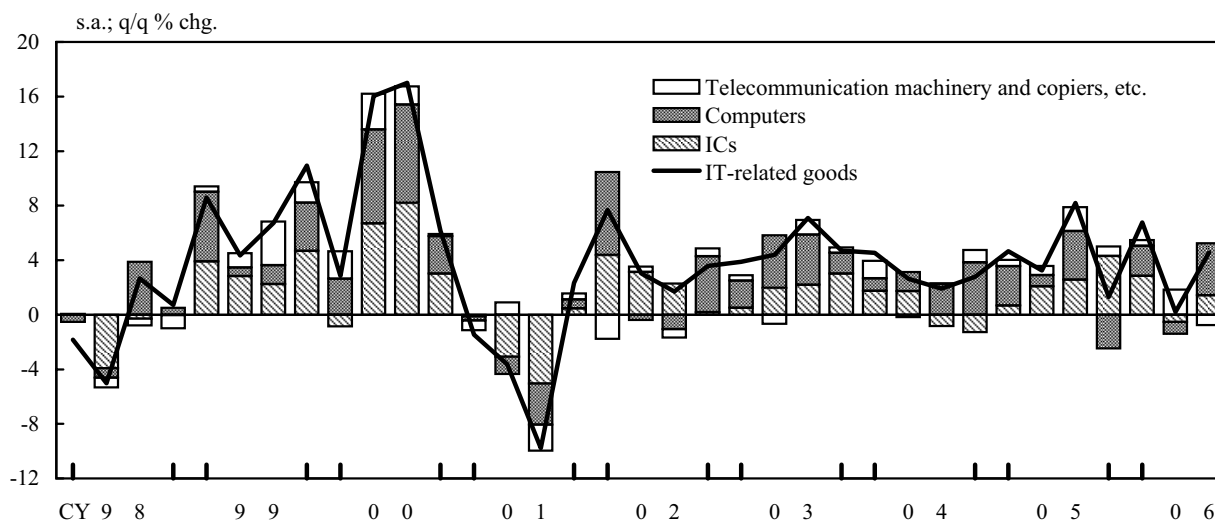 s.a.; q/q % chg.
20
16
12
8
4
0
-4
-8
-12
Telecommunication machinery and copiers, etc.
Computers
ICs
IT-related goods
CY 9 8 9 9 0 0 0 1 0 2 0 3 0 4 0 5 0 6